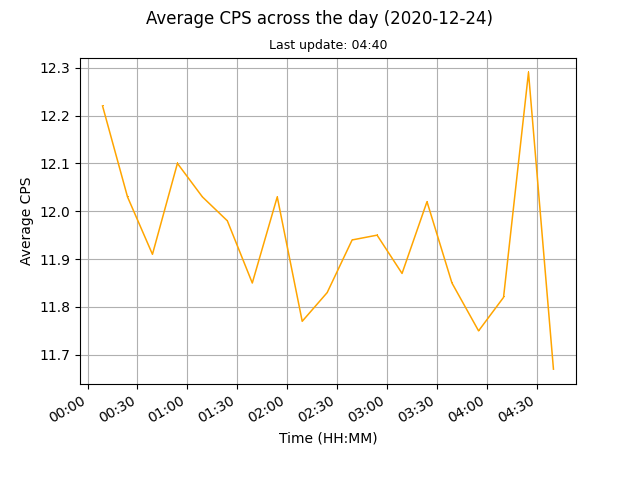 Average CPS across the day (2020-12-24)
Last update: 04:40
12.3
12.2
12.1
12.0
11.9
11.8
11.7
Average CPS
00:00 00:30 01:00 01:30 02:00 02:30 03:00 03:30 04:00 04:30
Time (HH:MM)